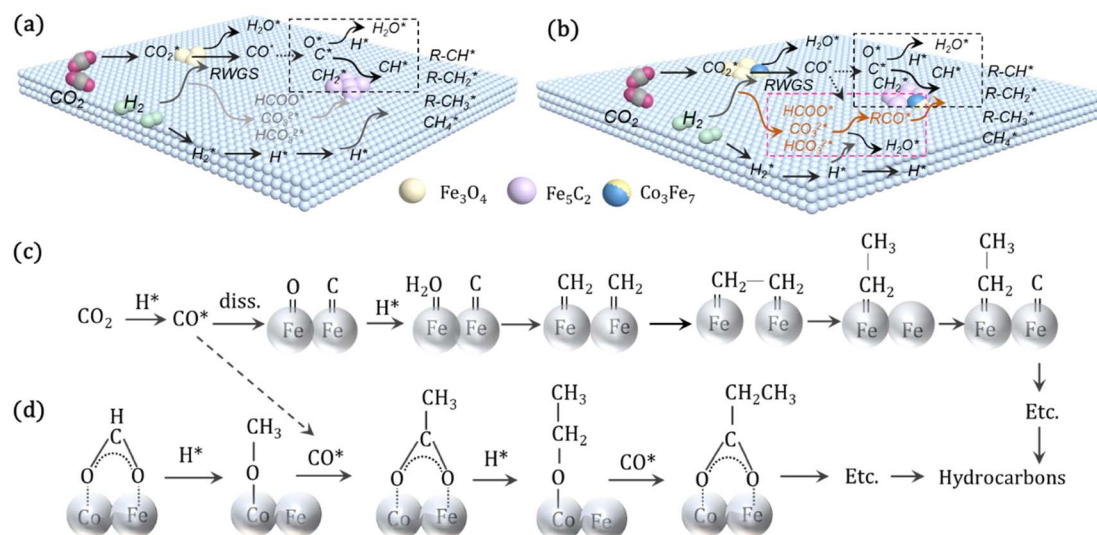 (a)
CO₂
H₂
CO₂*
H₂O*
CO*
RWGS
O*
C*
H₂O*
H*
CH₂*
CH*
HCOO*
CO₃²*
HCO₃²*
H₂*
H*
H*
R-CH*
R-CH₂*
R-CH₃*
CH₄*
(b)
CO₂
H₂
CO₂*
H₂O*
CO*
RWGS
O*
C*
H₂O*
H*
CH₂*
CH*
HCOO*
CO₃²*
HCO₃²*
RCO*
H₂O*
H₂*
H*
H*
R-CH*
R-CH₂*
R-CH₃*
CH₄*
Fe₃O₄ Fe₅C₂ Co₃Fe₇
(c)
CO₂ H* CO* diss.
O C
Fe Fe
H*
H₂O C
Fe Fe
CH₂ CH₂
Fe Fe
CH₂—CH₂
Fe Fe
CH₃
CH₂
Fe Fe
CH₃
CH₂ C
Fe Fe
Etc.
(d)
H
C
O O
Co Fe
H*
CH₃
O
Co Fe
CO*
CH₃
C
O O
Co Fe
H*
CH₃
CH₂
O
Co Fe
CO*
CH₂CH₃
C
O O
Co Fe
Etc.
Hydrocarbons